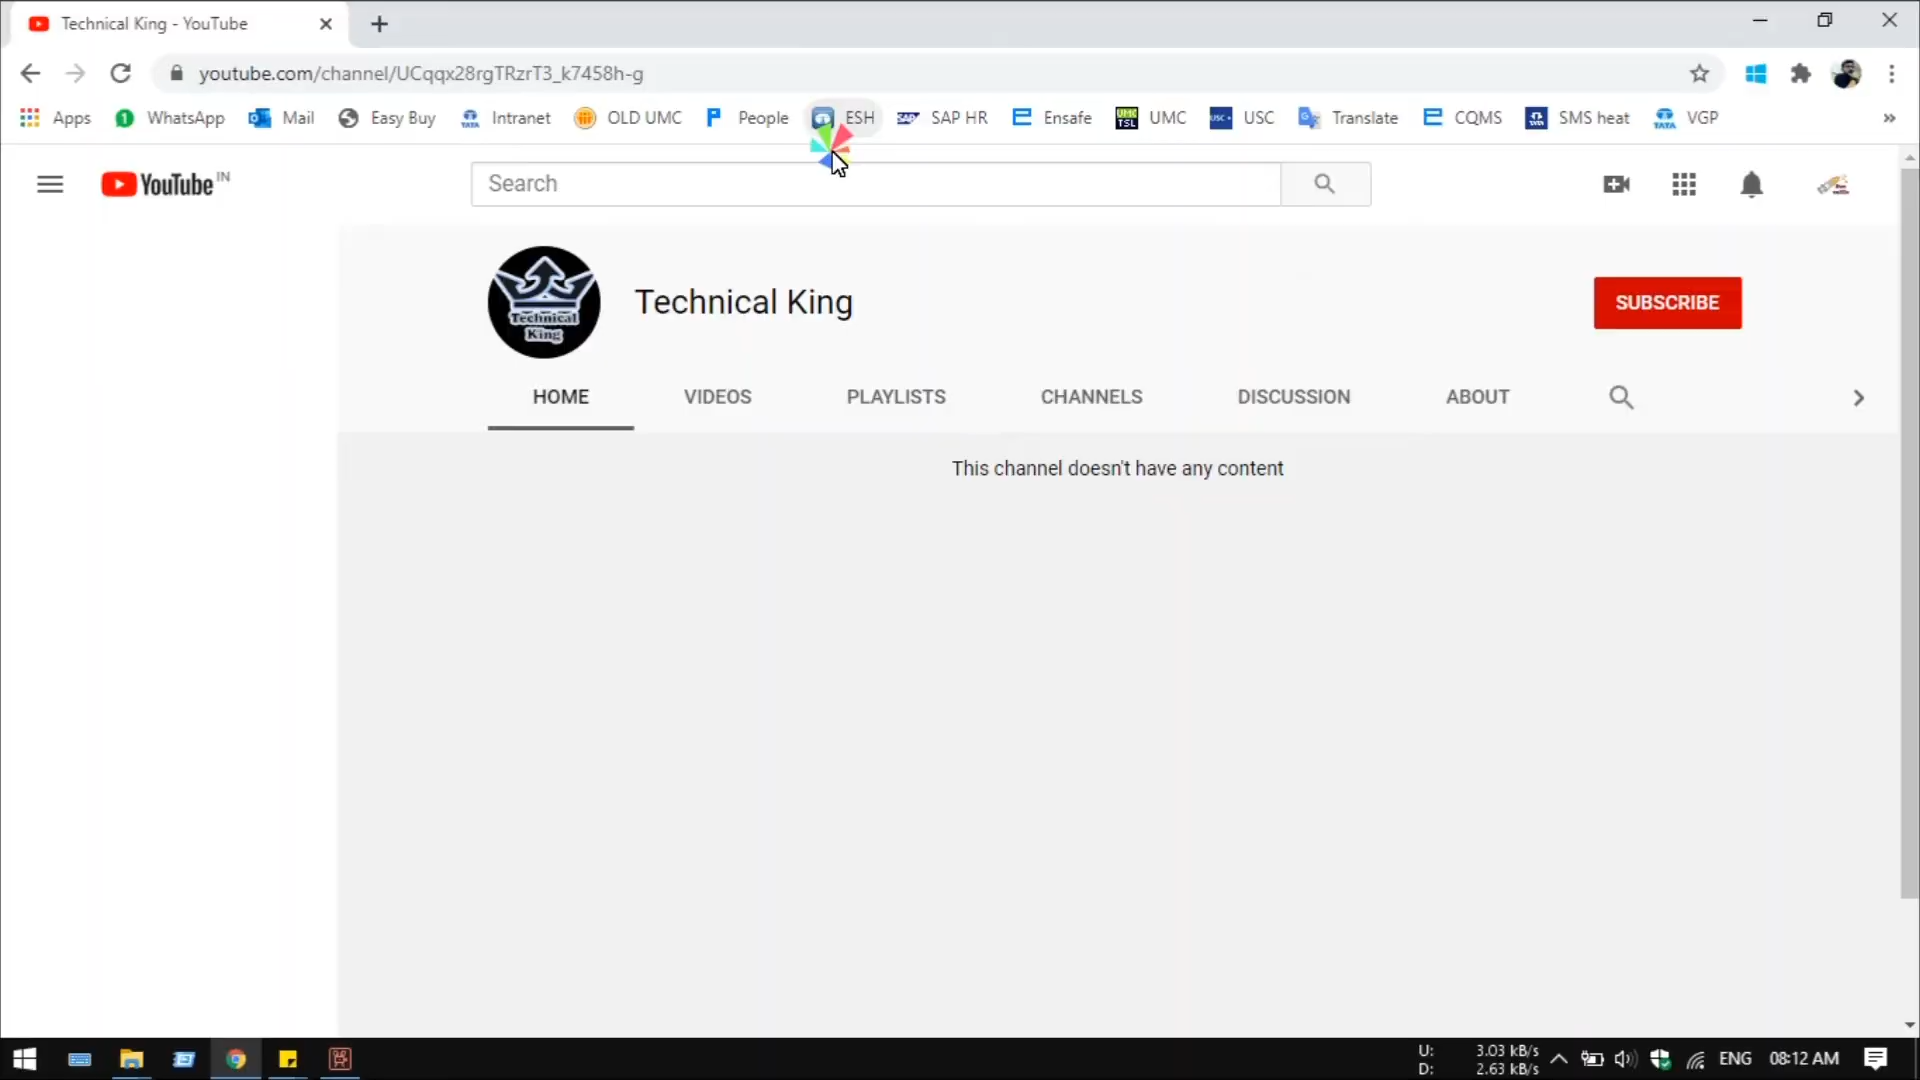 Technical King - YouTube
youtube.com/channel/UCqqx28rgTRzrT3_k7458h-g
Apps WhatsApp Mail Easy Buy Intranet OLD UMC People ESH SAP HR Ensafe UMC USC Translate CQMS SMS heat VGP
YouTube IN
Search
Technical King
Technical
King
SUBSCRIBE
HOME VIDEOS PLAYLISTS CHANNELS DISCUSSION ABOUT
This channel doesn't have any content
U: 3.03 kB/s
D: 2.63 kB/s
ENG 08:12 AM